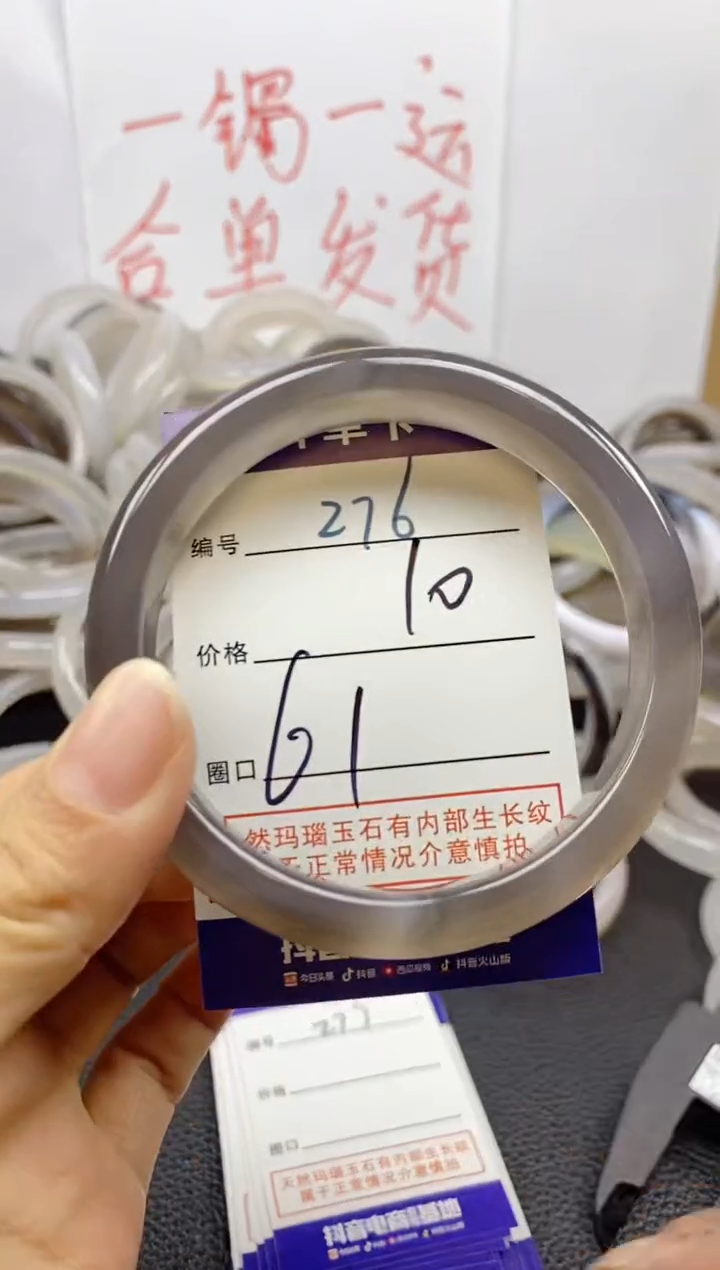 一镯一运
合单发货
编号 276
价格 10
圈口 61
然玛瑙玉石有内部生长纹
于正常情况介意慎拍
抖音
今日头条 抖音 西瓜视频 抖音火山版
编号 277
价格
圈口
天然玛瑙玉石有内部生长纹
属于正常情况介意慎拍
抖音电商 基地